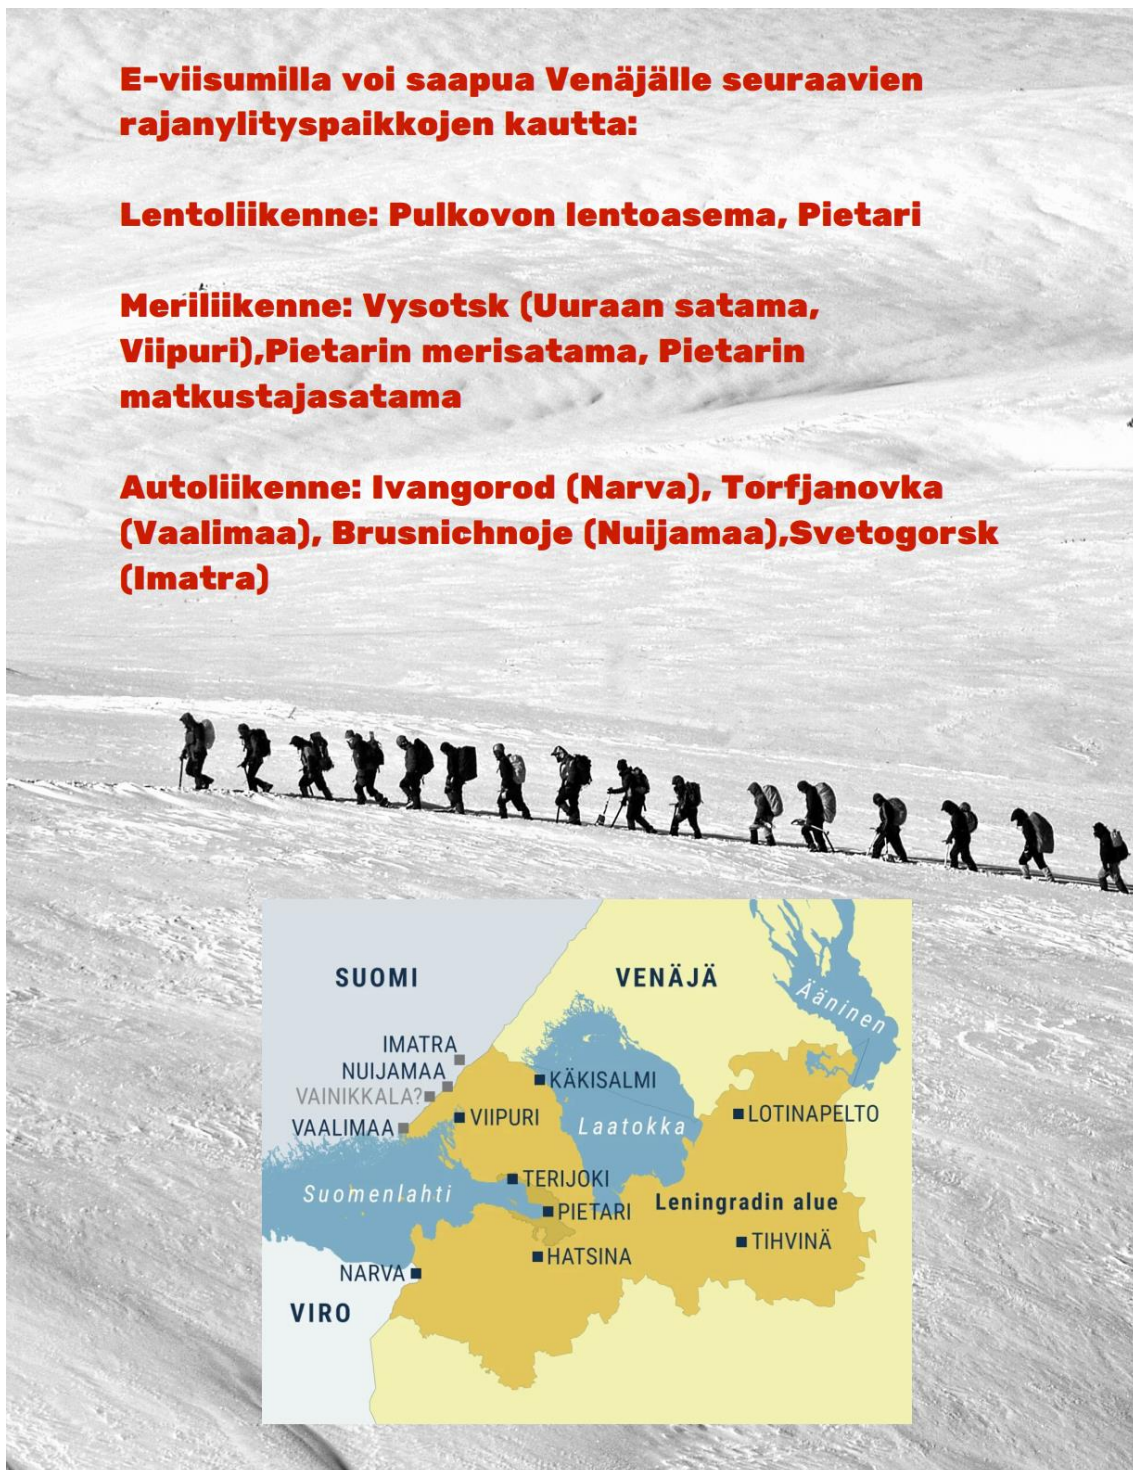 E-viisumilla voi saapua Venäjälle seuraavien
rajanylityspaikkojen kautta:
Lentoliikenne: Pulkovon lentoasema, Pietari
Meriliikenne: Vysotsk (Uuraan satama,
Viipuri),Pietarin merisatama, Pietarin
matkustajasatama
Autoliikenne: Ivangorod (Narva), Torfjanovka
(Vaalimaa), Brusnichnoje (Nuijamaa),Svetogorsk
(Imatra)
SUOMI
VENÄJÄ
Ääninen
IMATRA
NUIJAMAA
VAINIKKALA?
VAALIMAA
KÄKISALMI
VIIPURI
Laatokka
LOTINAPELTO
Suomenlahti
TERIJOKI
PIETARI
Leningradin alue
HATSINA
TIHVINÄ
NARVA
VIRO